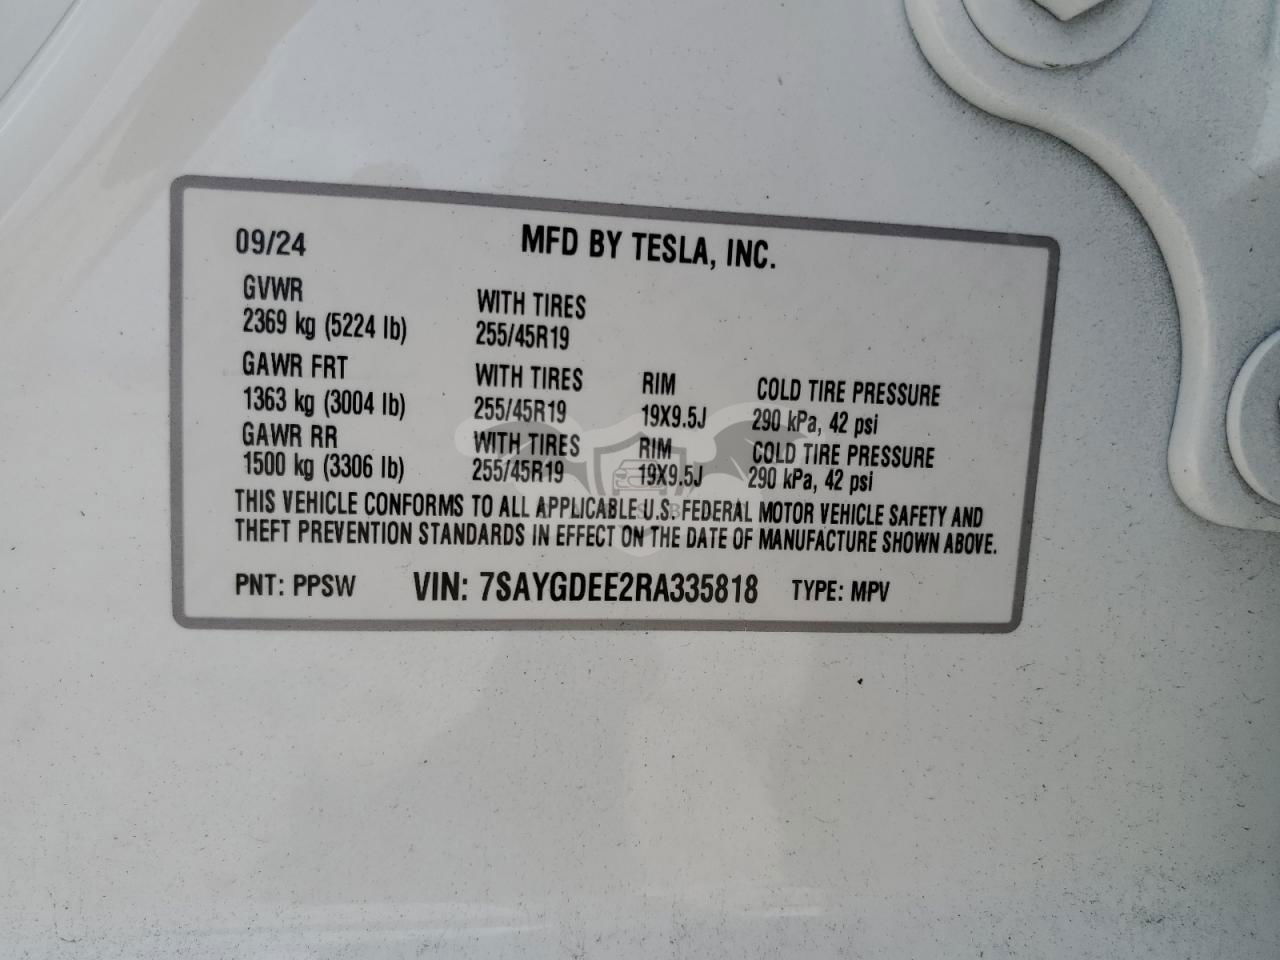 09/24 MFD BY TESLA, INC.
GVWR WITH TIRES
2369 kg (5224 lb) 255/45R19
GAWR FRT WITH TIRES RIM COLD TIRE PRESSURE
1363 kg (3004 lb) 255/45R19 19X9.5J 290 kPa, 42 psi
GAWR RR WITH TIRES RIM COLD TIRE PRESSURE
1500 kg (3306 lb) 255/45R19 19X9.5J 290 kPa, 42 psi
THIS VEHICLE CONFORMS TO ALL APPLICABLE U.S. FEDERAL MOTOR VEHICLE SAFETY AND
THEFT PREVENTION STANDARDS IN EFFECT ON THE DATE OF MANUFACTURE SHOWN ABOVE.
PNT: PPSW VIN: 7SAYGDEE2RA335818 TYPE: MPV